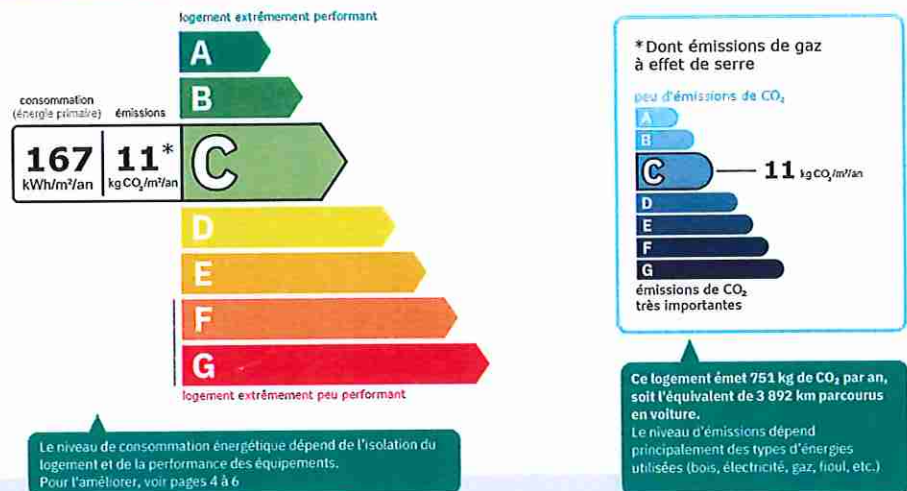 logement extrêmement performant
A
B
consommation
(énergie primaire)
émissions
167
kWh/m²/an
11*
kg CO₂/m²/an
C
D
E
F
G
logement extrêmement peu performant
Le niveau de consommation énergétique dépend de l'isolation du
logement et de la performance des équipements.
Pour l'améliorer, voir pages 4 à 6
*Dont émissions de gaz
à effet de serre
peu d'émissions de CO₂
A
B
C
11 kg CO₂/m²/an
D
E
F
G
émissions de CO₂
très importantes
Ce logement émet 751 kg de CO₂ par an,
soit l'équivalent de 3 892 km parcourus
en voiture.
Le niveau d'émissions dépend
principalement des types d'énergies
utilisées (bois, électricité, gaz, fioul, etc.)